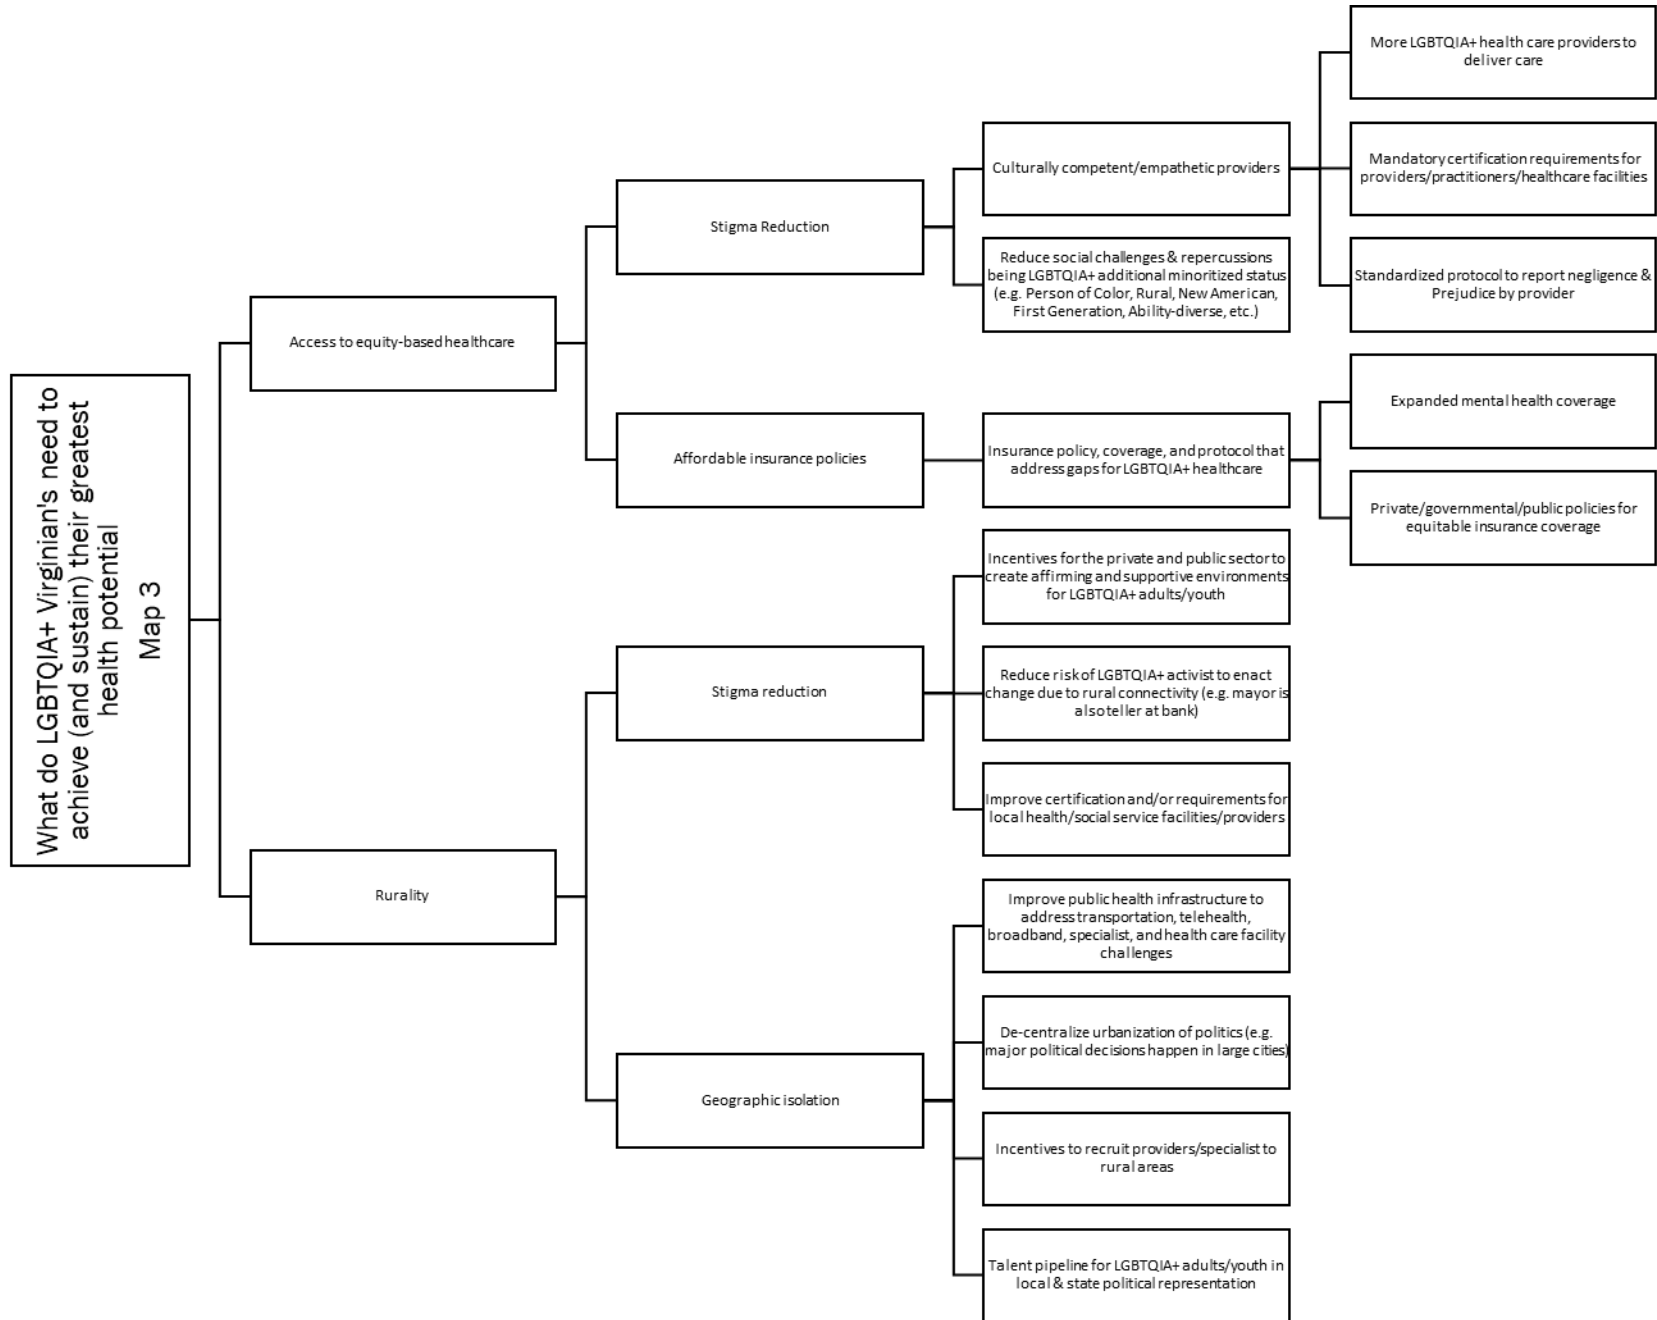 What do LGBTQIA+ Virginian's need to
achieve (and sustain) their greatest
health potential
Map 3
Access to equity-based healthcare
Stigma Reduction
Culturally competent/empathetic providers
More LGBTQIA+ health care providers to
deliver care
Mandatory certification requirements for
providers/practitioners/healthcare facilities
Standardized protocol to report negligence &
Prejudice by provider
Reduce social challenges & repercussions
being LGBTQIA+ additional minoritized status
(e.g. Person of Color, Rural, New American,
First Generation, Ability-diverse, etc.)
Affordable insurance policies
Insurance policy, coverage, and protocol that
address gaps for LGBTQIA+ healthcare
Expanded mental health coverage
Private/governmental/public policies for
equitable insurance coverage
Rurality
Stigma reduction
Incentives for the private and public sector to
create affirming and supportive environments
for LGBTQIA+ adults/youth
Reduce risk of LGBTQIA+ activist to enact
change due to rural connectivity (e.g. mayor is
also teller at bank)
Improve certification and/or requirements for
local health/social service facilities/providers
Geographic isolation
Improve public health infrastructure to
address transportation, telehealth,
broadband, specialist, and health care facility
challenges
De-centralize urbanization of politics (e.g.
major political decisions happen in large cities)
Incentives to recruit providers/specialist to
rural areas
Talent pipeline for LGBTQIA+ adults/youth in
local & state political representation